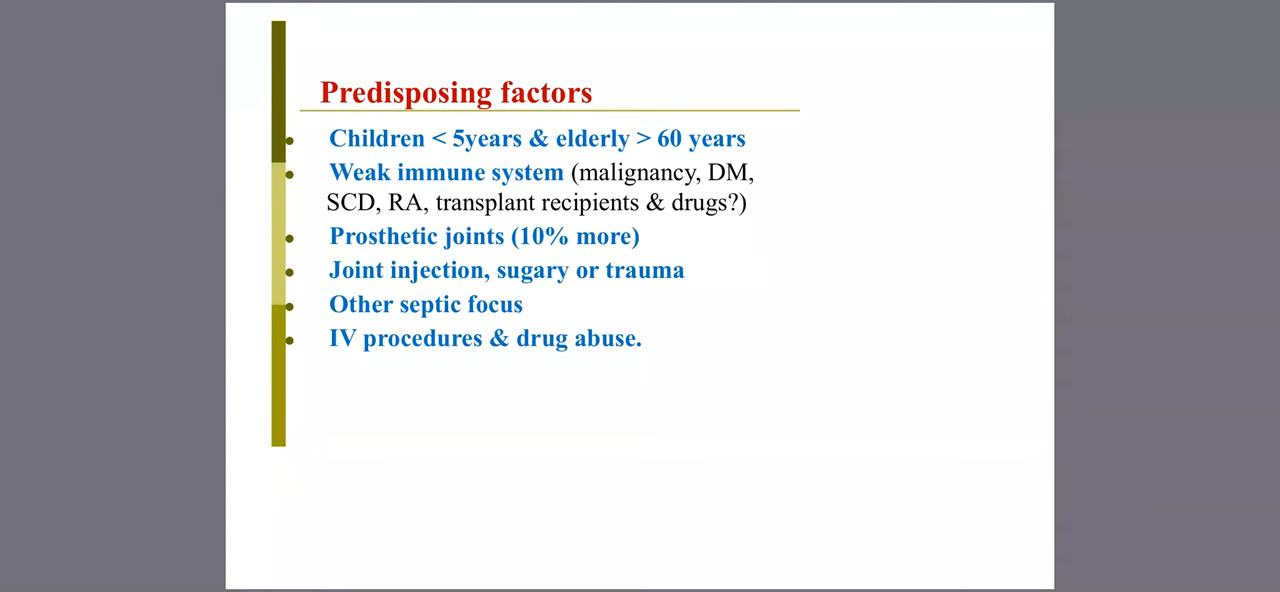 Predisposing factors
• Children < 5years & elderly > 60 years
• Weak immune system (malignancy, DM,
SCD, RA, transplant recipients & drugs?)
• Prosthetic joints (10% more)
• Joint injection, sugary or trauma
• Other septic focus
• IV procedures & drug abuse.